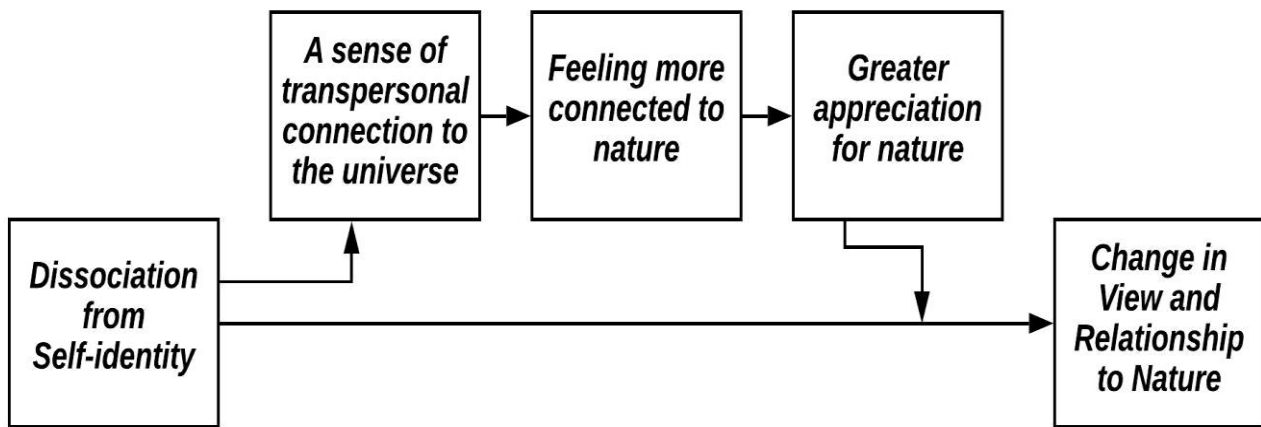 A sense of
transpersonal
connection to
the universe
Feeling more
connected to
nature
Greater
appreciation
for nature
Dissociation
from
Self-identity
Change in
View and
Relationship
to Nature